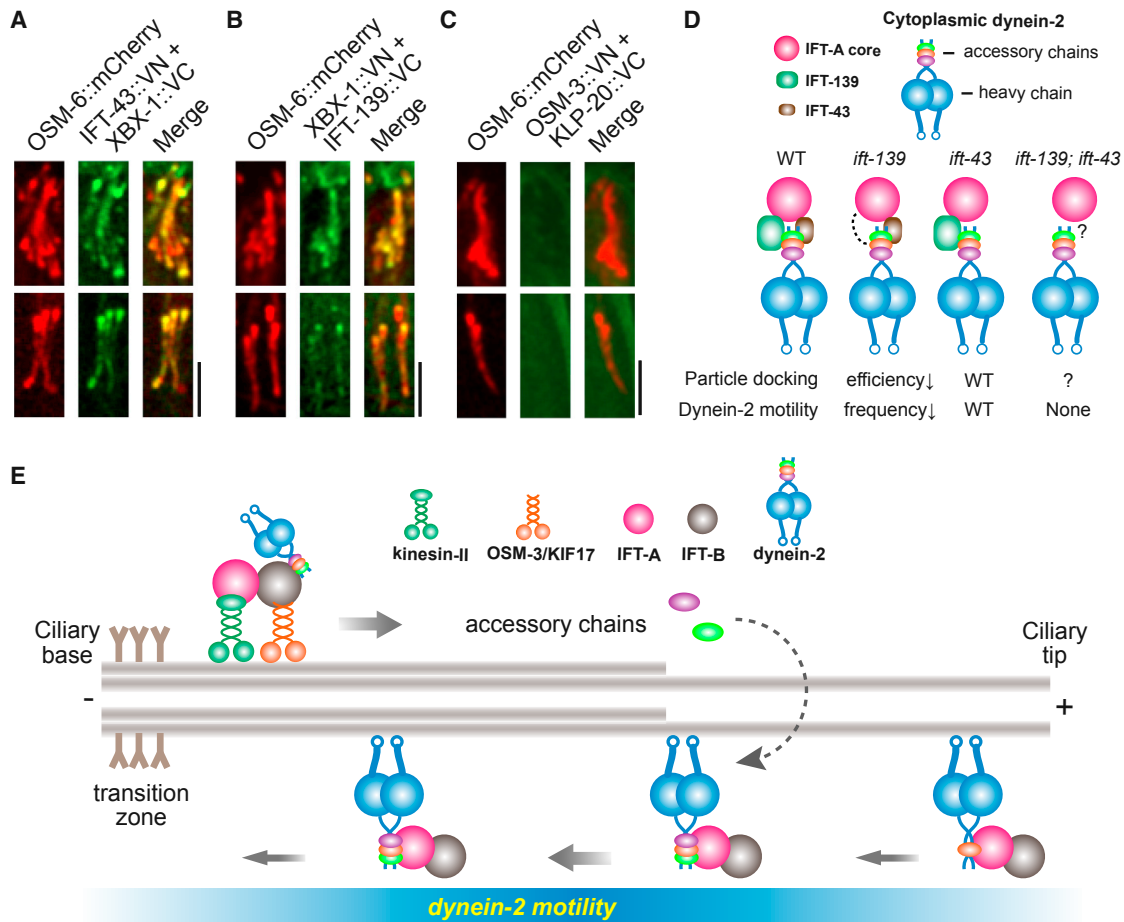 A
OSM-6::mCherry
IFT-43::VN +
XBX-1::VC
Merge
B
OSM-6::mCherry
XBX-1::VN +
IFT-139::VC
Merge
C
OSM-6::mCherry
OSM-3::VN +
KLP-20::VC
Merge
D
Cytoplasmic dynein-2
IFT-A core
IFT-139
IFT-43
accessory chains
heavy chain
WT ift-139 ift-43 ift-139; ift-43
?
Particle docking efficiency↓ WT ?
Dynein-2 motility frequency↓ WT None
E
kinesin-II OSM-3/KIF17 IFT-A IFT-B dynein-2
Ciliary
base
accessory chains
Ciliary
tip
-
+
transition
zone
dynein-2 motility